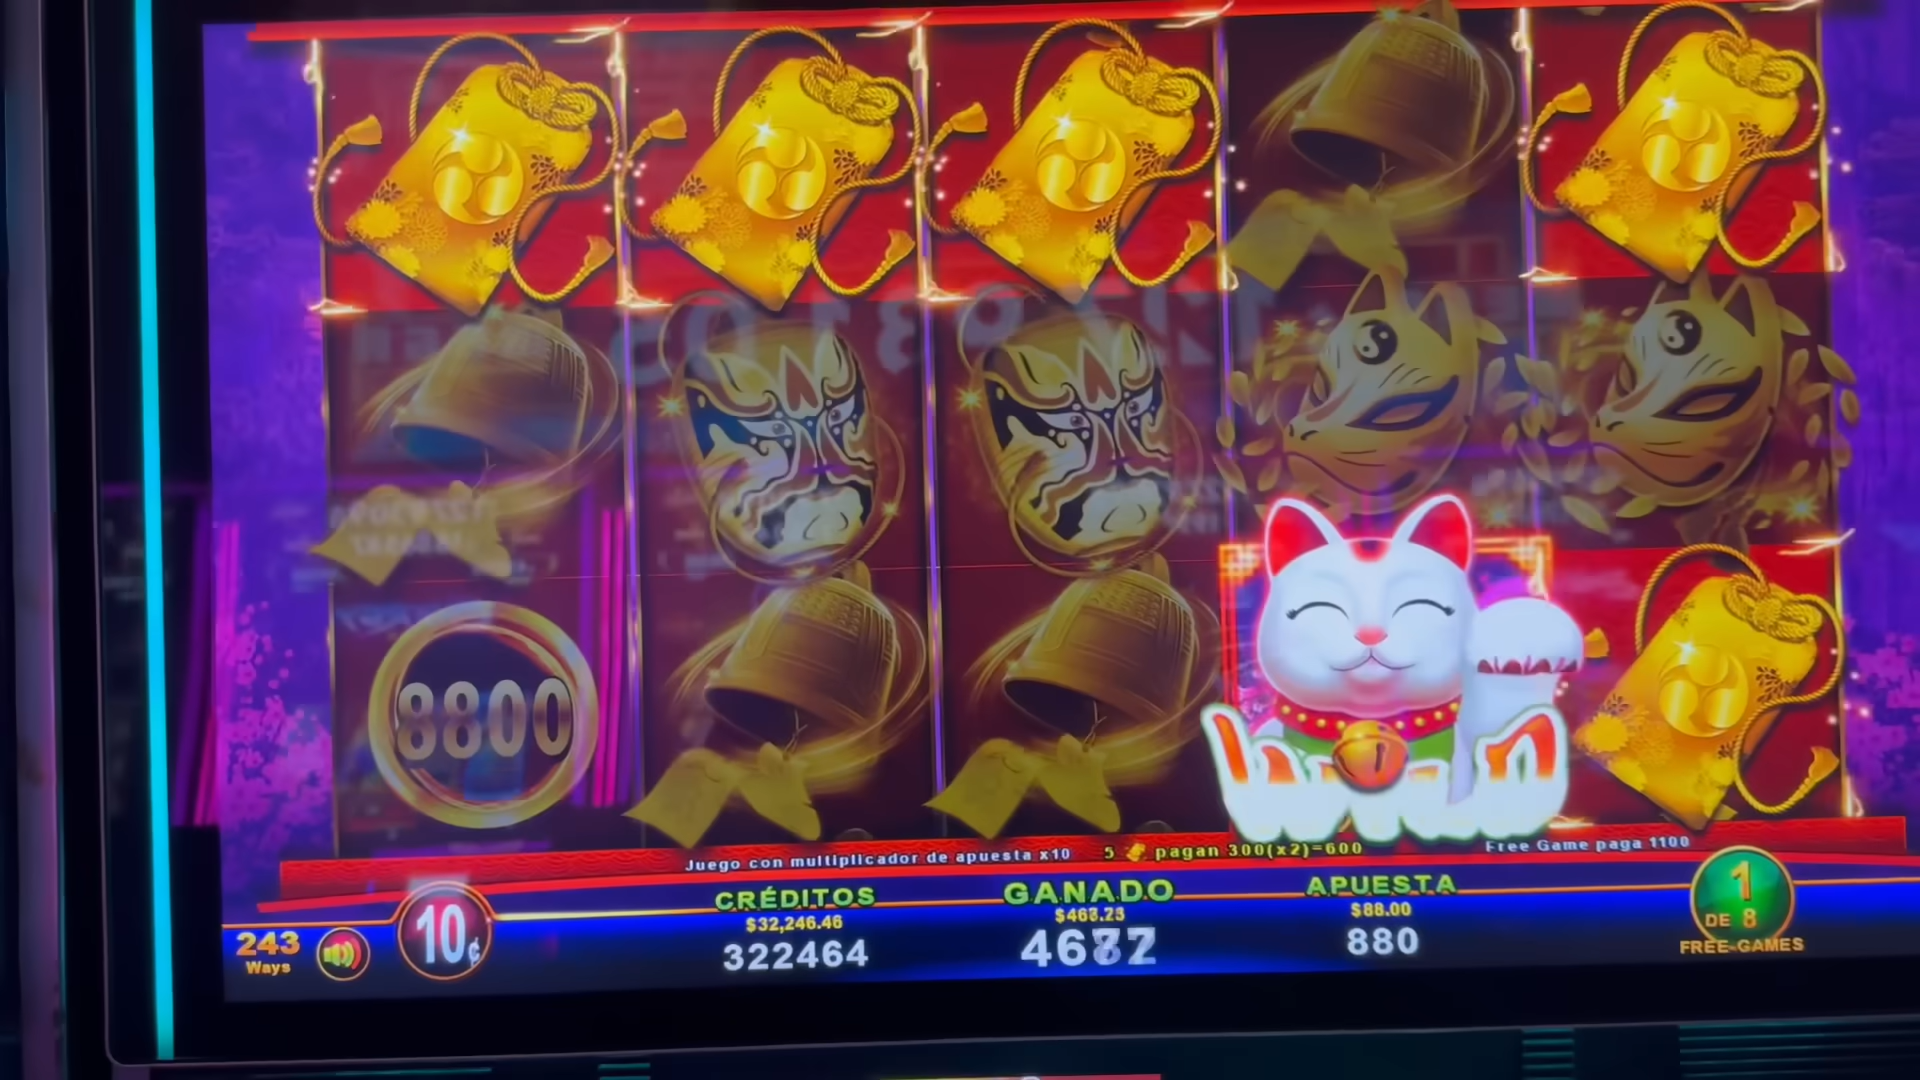 8800
WILD
Juego con multiplicador de apuesta x10
5 pagan 300(x2)=600
Free Game paga 1100
243
Ways
10¢
CRÉDITOS
$32,246.46
322464
GANADO
APUESTA
$88.00
880
1
DE 8
FREE GAMES